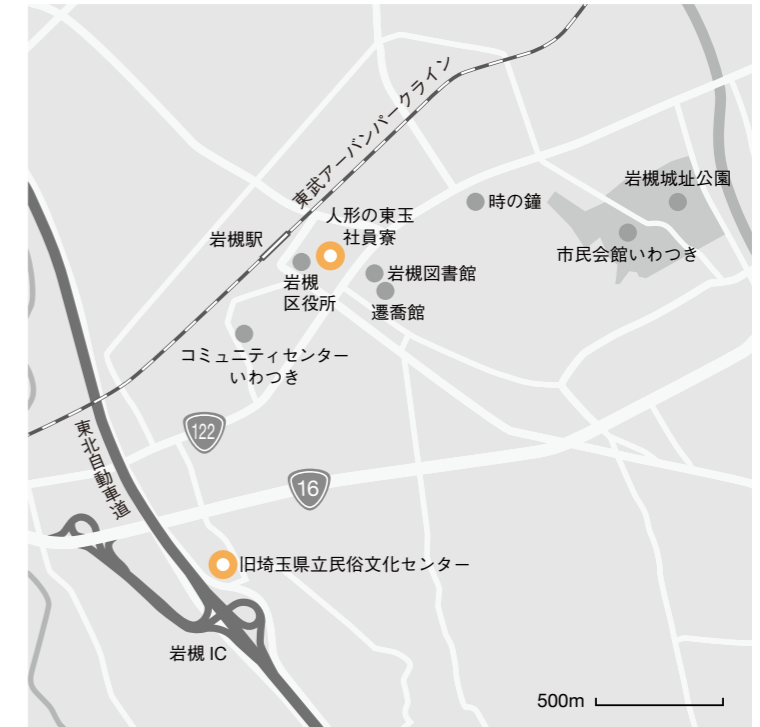 東武アーバンパークライン
岩槻城址公園
時の鐘
人形の東玉
社員寮
岩槻駅
市民会館いわつき
岩槻
区役所
岩槻図書館
遷喬館
コミュニティセンター
いわつき
122
東北自動車道
16
旧埼玉県立民俗文化センター
岩槻 IC
500m